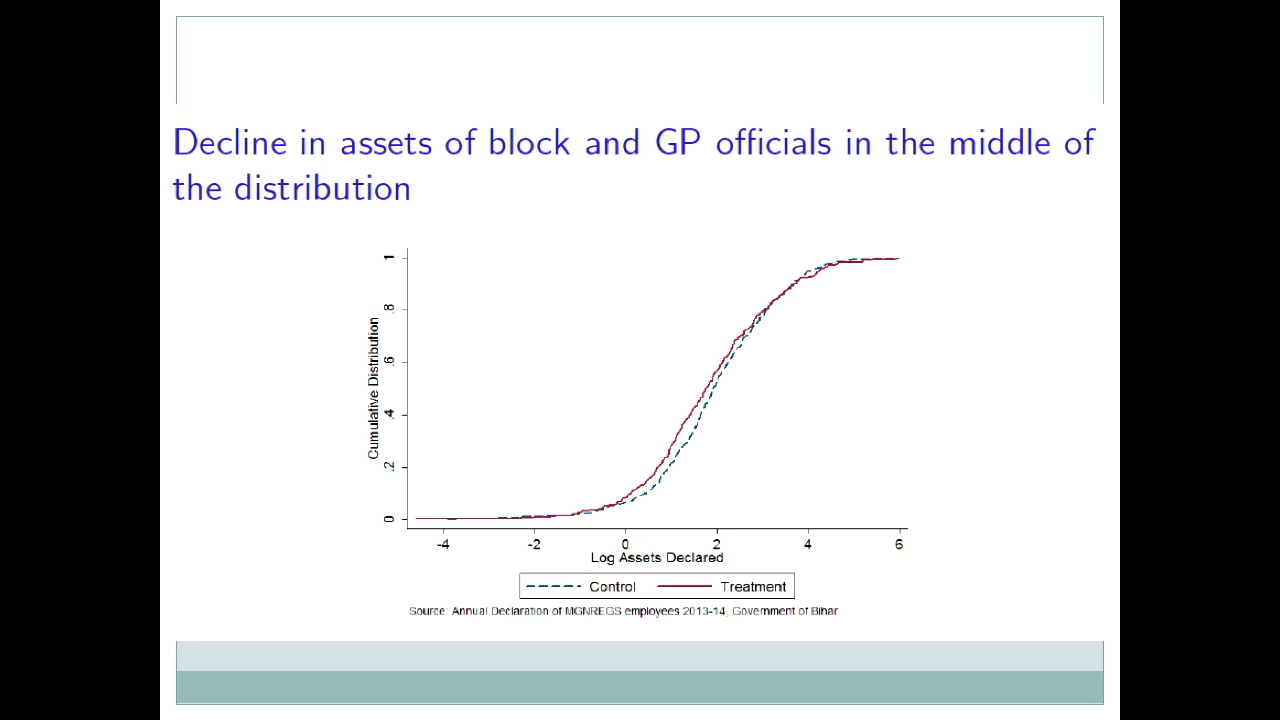 Decline in assets of block and GP officials in the middle of
the distribution
1
.8
.6
.4
.2
0
Cumulative Distribution
-4 -2 0 2 4 6
Log Assets Declared
Control Treatment
Source: Annual Declaration of MGNREGS employees 2013-14, Government of Bihar